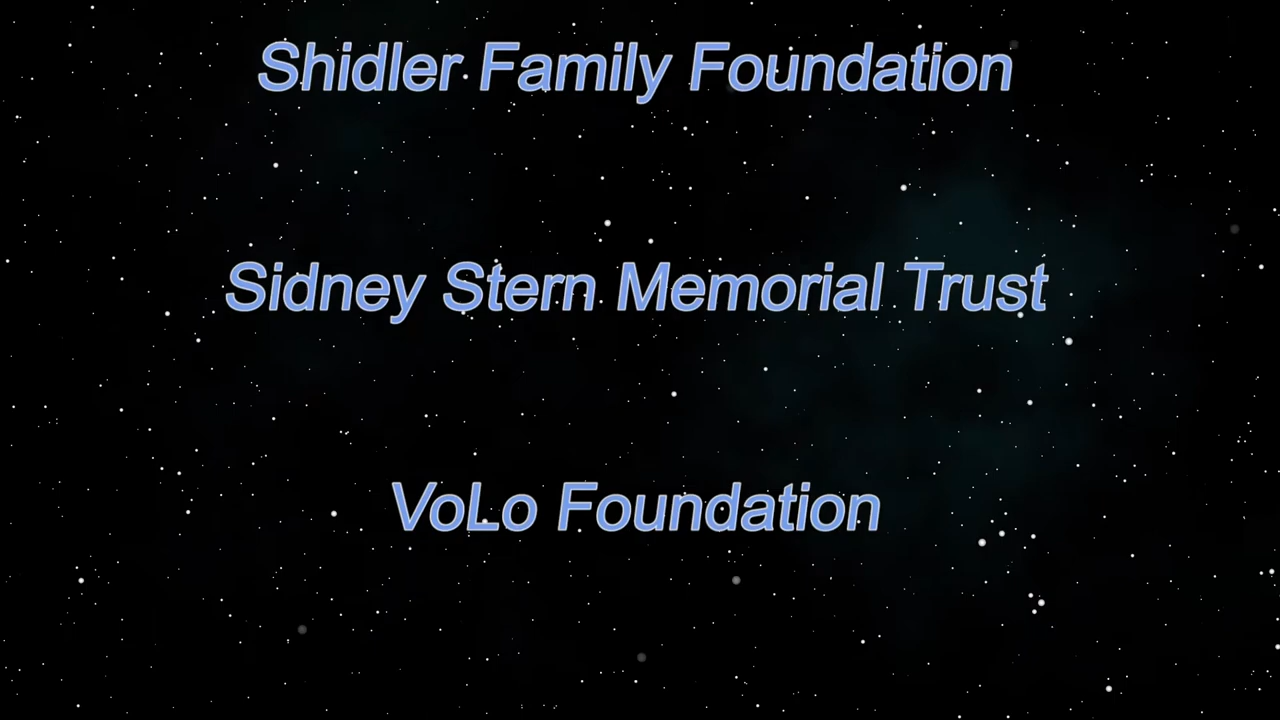 Shidler Family Foundation
Sidney Stern Memorial Trust
VoLo Foundation